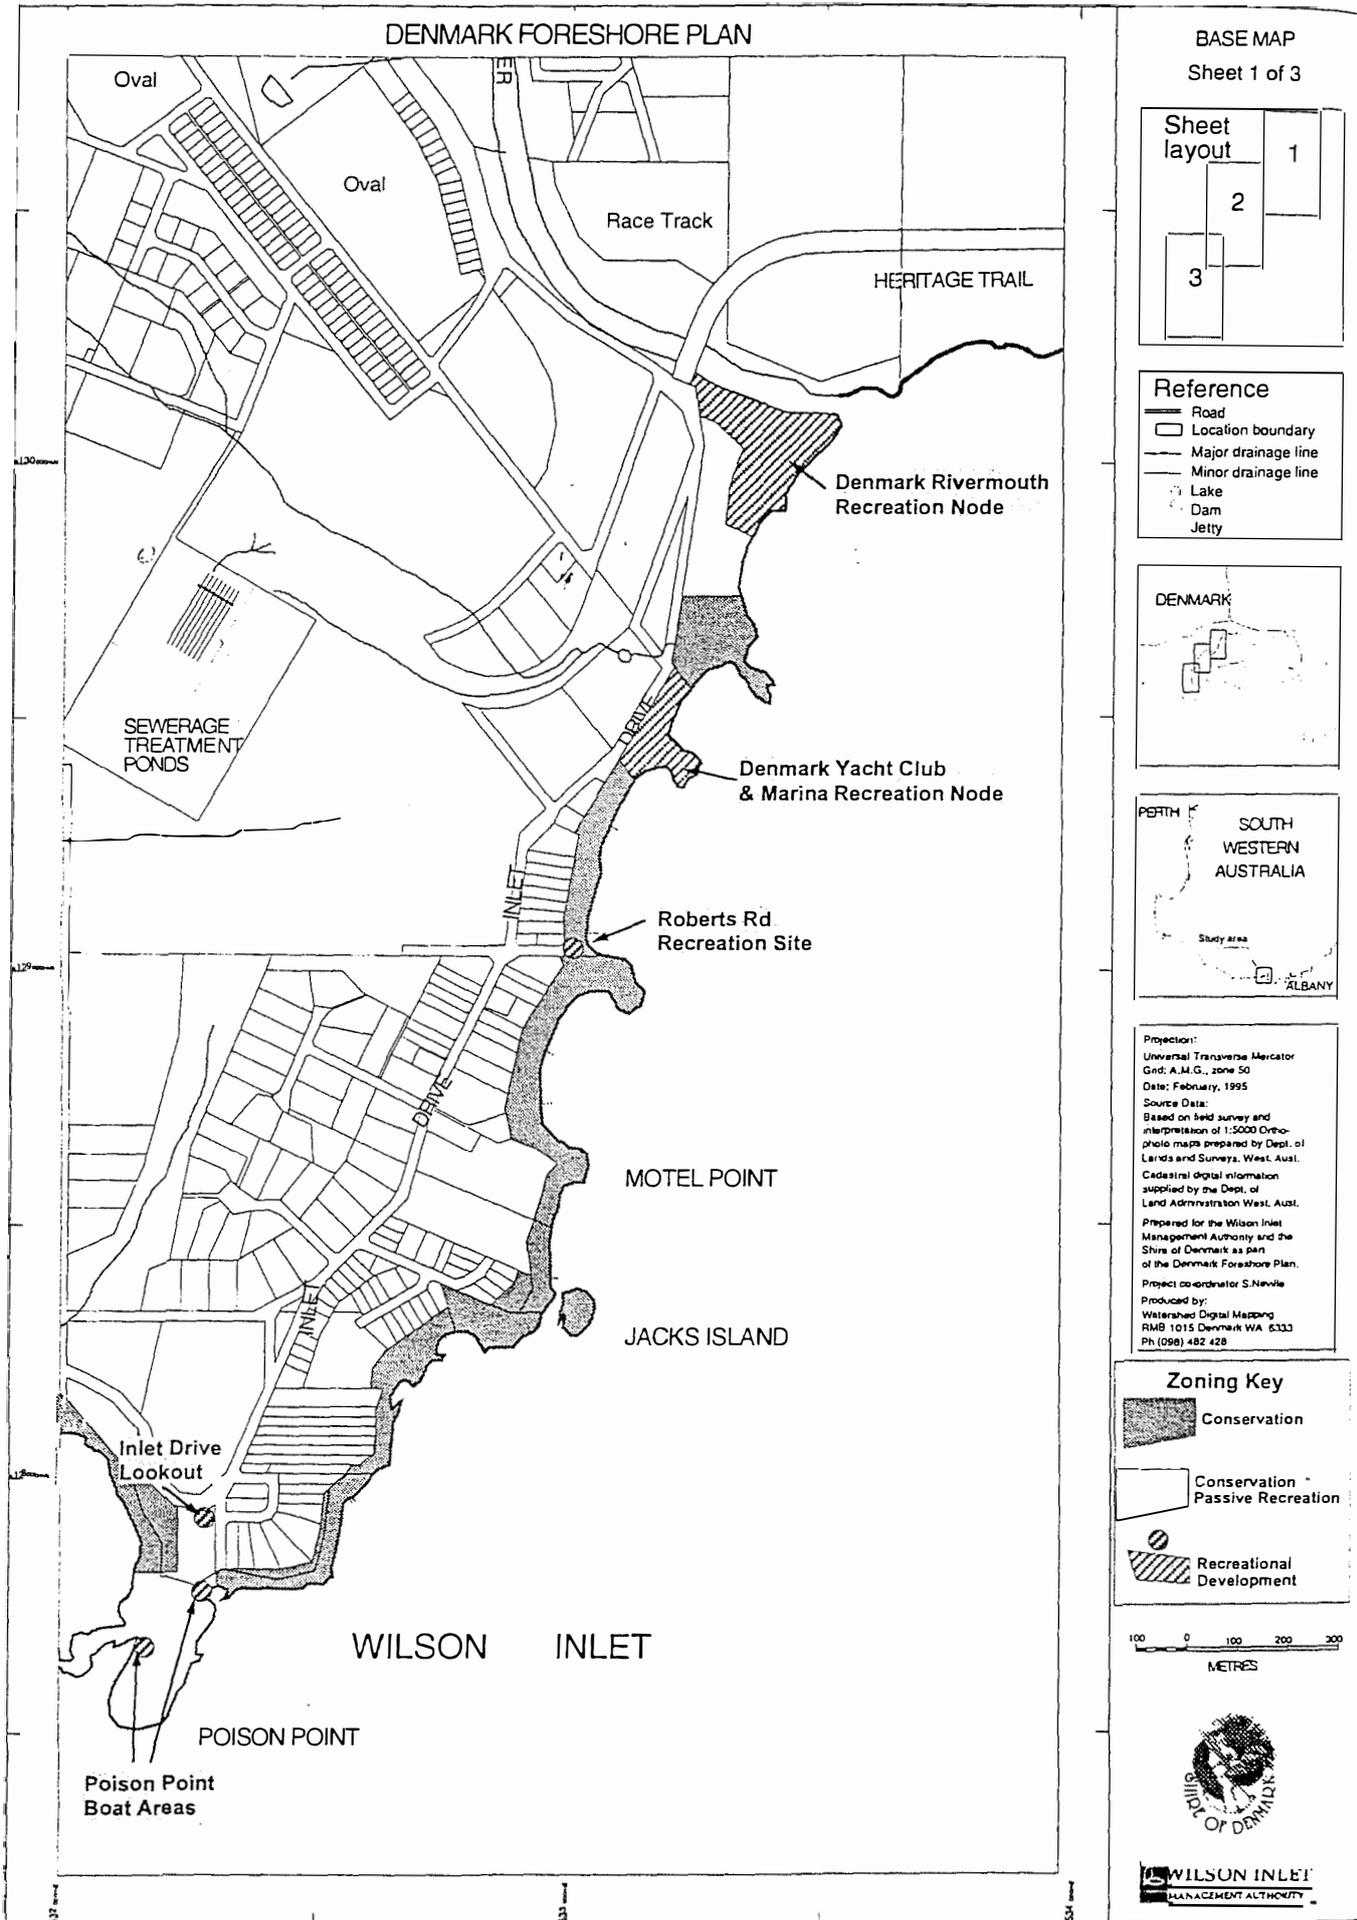 DENMARK FORESHORE PLAN
Oval
Oval
ER
Race Track
HERITAGE TRAIL
Denmark Rivermouth
Recreation Node
SEWERAGE
TREATMENT
PONDS
DRIVE
Denmark Yacht Club
& Marina Recreation Node
INLET
Roberts Rd
Recreation Site
DRIVE
MOTEL POINT
INLET
JACKS ISLAND
Inlet Drive
Lookout
WILSON INLET
POISON POINT
Poison Point
Boat Areas
BASE MAP
Sheet 1 of 3
Sheet
layout
1
2
3
Reference
Road
Location boundary
Major drainage line
Minor drainage line
Lake
Dam
Jetty
DENMARK
PERTH
SOUTH
WESTERN
AUSTRALIA
Study area
ALBANY
Projection:
Universal Transverse Mercator
Grid: A.M.G., zone 50
Date: February, 1995
Source Data:
Based on field survey and
interpretation of 1:5000 Ortho-
photo maps prepared by Dept. of
Lands and Surveys, West. Aust.
Cadastral digital information
supplied by the Dept. of
Land Administration West. Aust.
Prepared for the Wilson Inlet
Management Authority and the
Shire of Denmark as part
of the Denmark Foreshore Plan.
Project co-ordinator S.Neville
Produced by:
Watershed Digital Mapping
RMB 1015 Denmark WA 6333
Ph (098) 482 428
Zoning Key
Conservation
Conservation -
Passive Recreation
Recreational
Development
100 0 100 200 300
METRES
SHIRE OF DENMARK
WILSON INLET
MANAGEMENT AUTHORITY